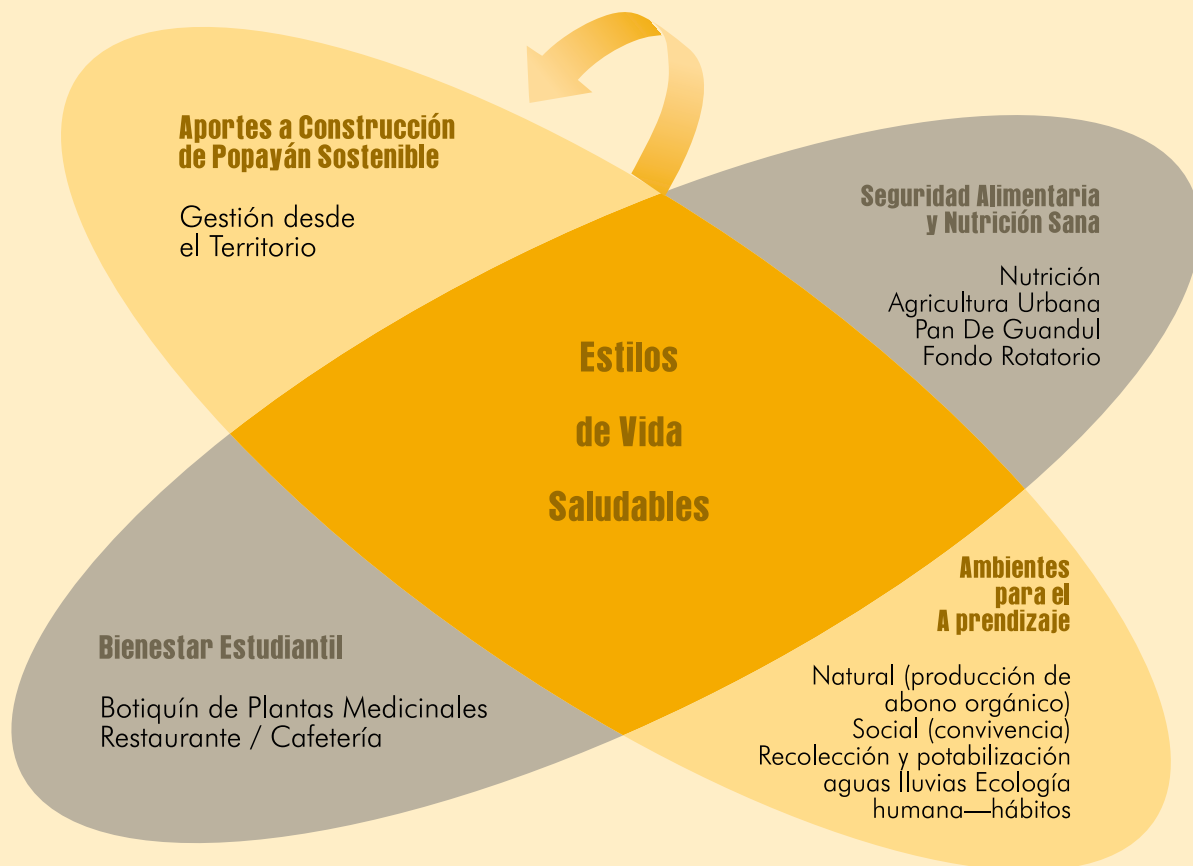 Aportes a Construcción
de Popayán Sostenible
Gestión desde
el Territorio
Seguridad Alimentaria
y Nutrición Sana
Nutrición
Agricultura Urbana
Pan De Guandul
Fondo Rotatorio
Estilos
de Vida
Saludables
Bienestar Estudiantil
Botiquín de Plantas Medicinales
Restaurante / Cafetería
Ambientes
para el
A prendizaje
Natural (producción de
abono orgánico)
Social (convivencia)
Recolección y potabilización
aguas lluvias Ecología
humana—hábitos